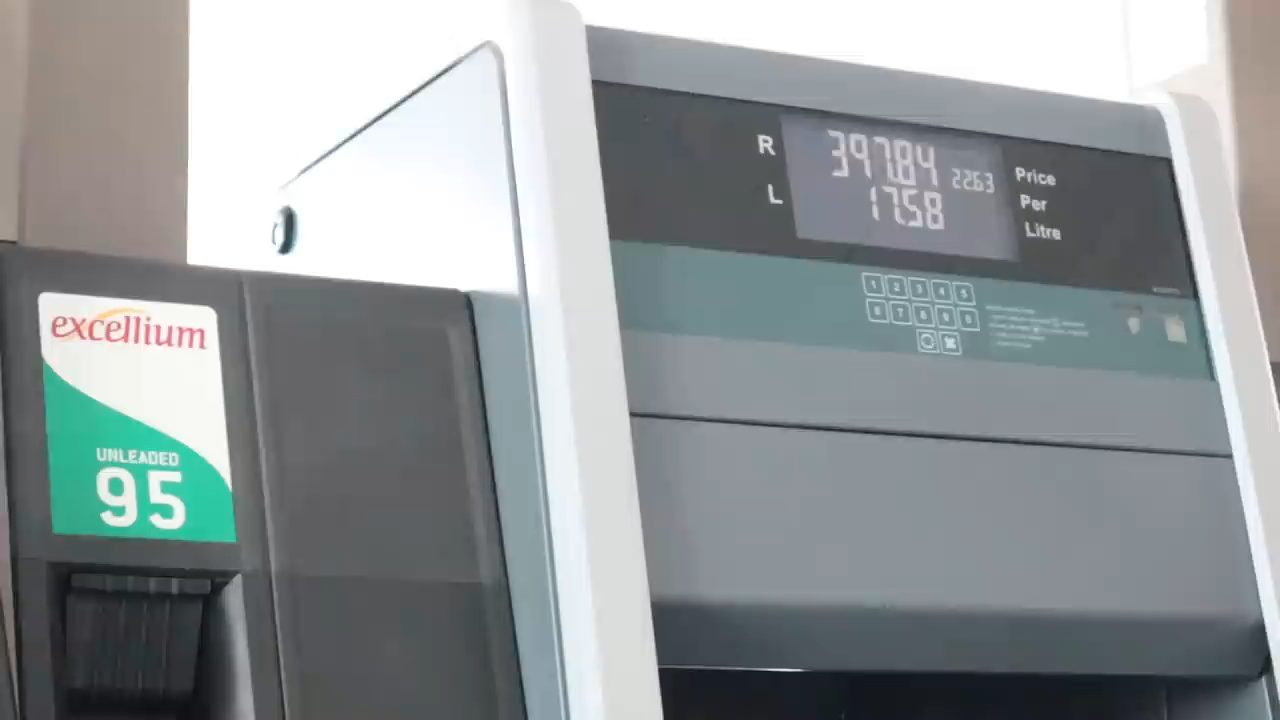 excellium
UNLEADED
95
R
397.84
L
17.58
22.63
Price
Per
Litre
1 2 3 4 5
6 7 8 9 0